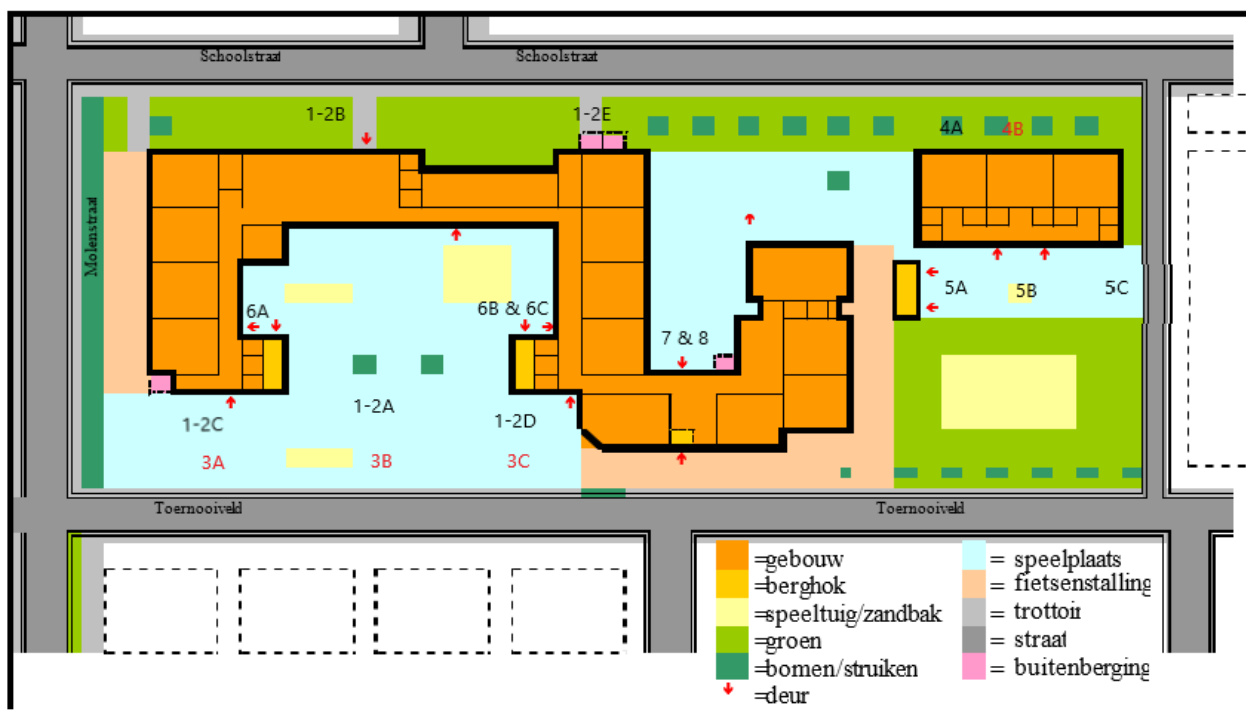 Schoolstraat Schoolstraat
1-2B 1-2E
4A 4B
Molenstraat
5A 5B 5C
6A 6B & 6C
7 & 8
1-2C 1-2A 1-2D
3A 3B 3C
Toernooiveld Toernooiveld
=gebouw
=berghok
=speeltuig/zandbak
=groen
=bomen/struiken
=deur
= speelplaats
= fietsenstalling
= trottoir
= straat
= buitenberging